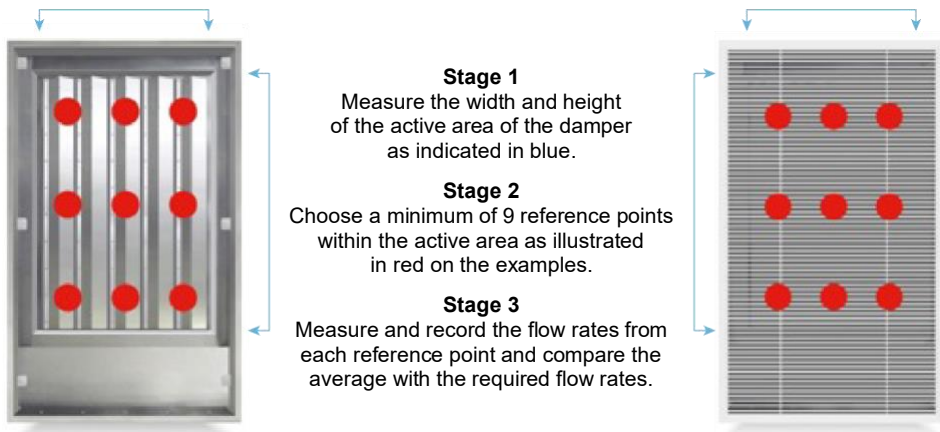 Stage 1
Measure the width and height
of the active area of the damper
as indicated in blue.
Stage 2
Choose a minimum of 9 reference points
within the active area as illustrated
in red on the examples.
Stage 3
Measure and record the flow rates from
each reference point and compare the
average with the required flow rates.